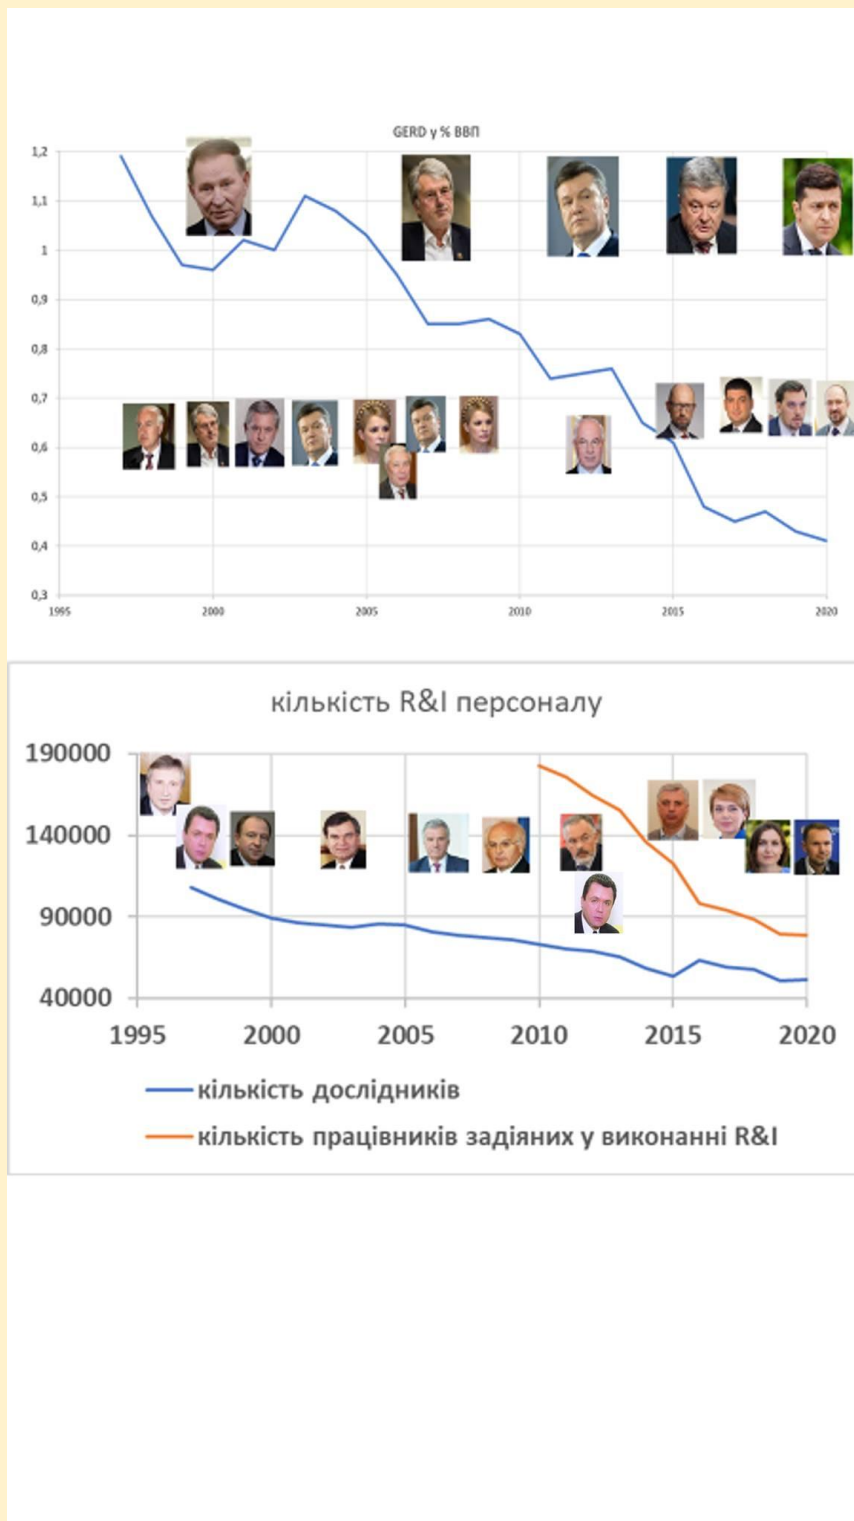 GERD у % ВВП
1,2
1,1
1
0,9
0,8
0,7
0,6
0,5
0,4
0,3
1995 2000 2005 2010 2015 2020
кількість R&I персоналу
190000
140000
90000
40000
1995 2000 2005 2010 2015 2020
кількість дослідників
кількість працівників задіяних у виконанні R&I